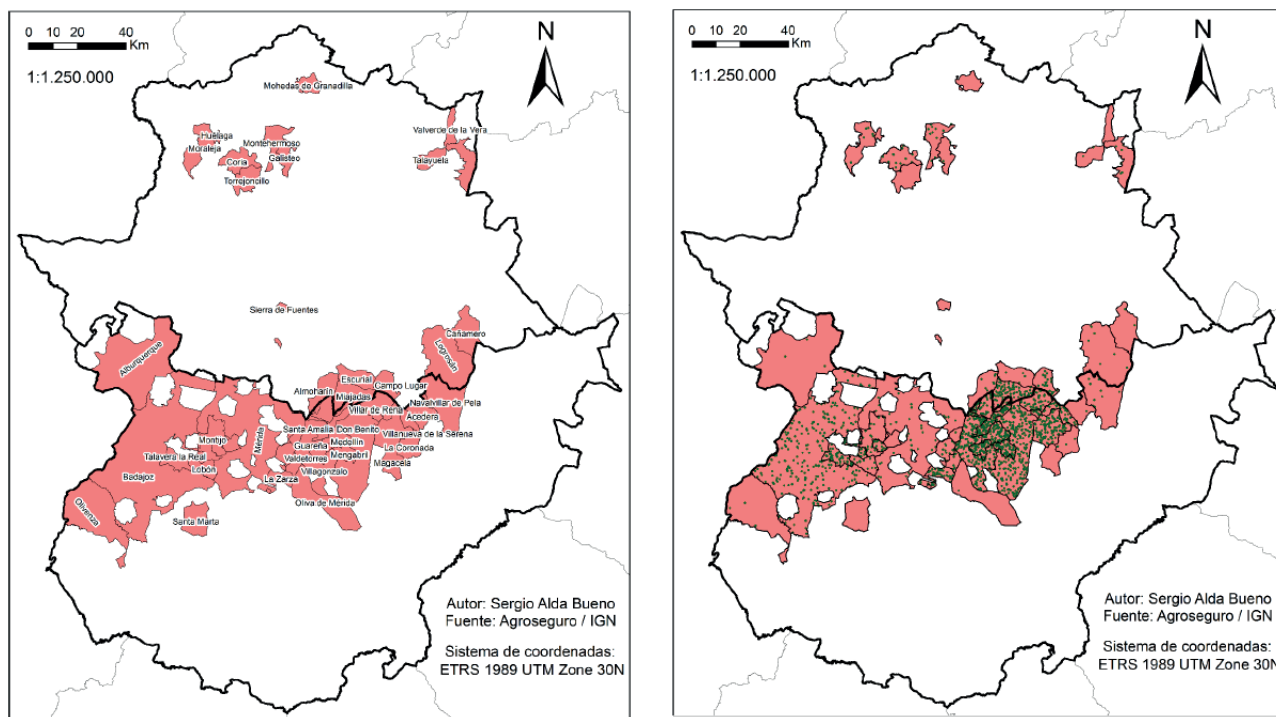 0 10 20 40
Km
1:1.250.000
N
Mohedas de Granadilla
Valverde de la Vera
Huélaga
Montehermoso
Moraleja
Coria
Galisteo
Talayuela
Torrejoncillo
Sierra de Fuentes
Cañamero
Logrosán
Alburquerque
Escurial
Almoharín
Campo Lugar
Miajadas
Navalvillar de Pela
Villar de Rena
Acedera
Santa Amalia
Don Benito
Villanueva de la Serena
Montijo
Mérida
Guareña
Medellín
La Coronada
Talavera la Real
Valdetorres
Mengabril
Magacela
Lobón
Badajoz
Villagonzalo
La Zarza
Olivenza
Oliva de Mérida
Santa Marta
Autor: Sergio Alda Bueno
Fuente: Agroseguro / IGN
Sistema de coordenadas:
ETRS 1989 UTM Zone 30N
0 10 20 40
Km
1:1.250.000
N
Autor: Sergio Alda Bueno
Fuente: Agroseguro / IGN
Sistema de coordenadas:
ETRS 1989 UTM Zone 30N